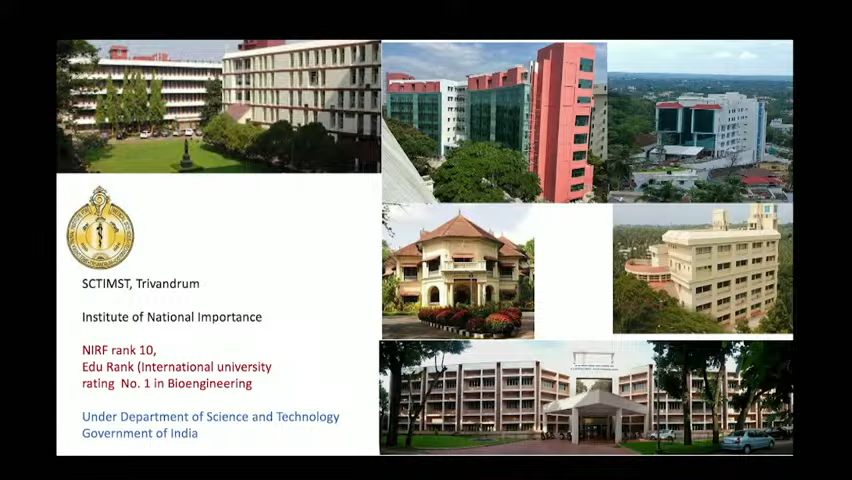 SCTIMST, Trivandrum
Institute of National Importance
NIRF rank 10,
Edu Rank (International university
rating  No. 1 in Bioengineering
Under Department of Science and Technology
Government of India